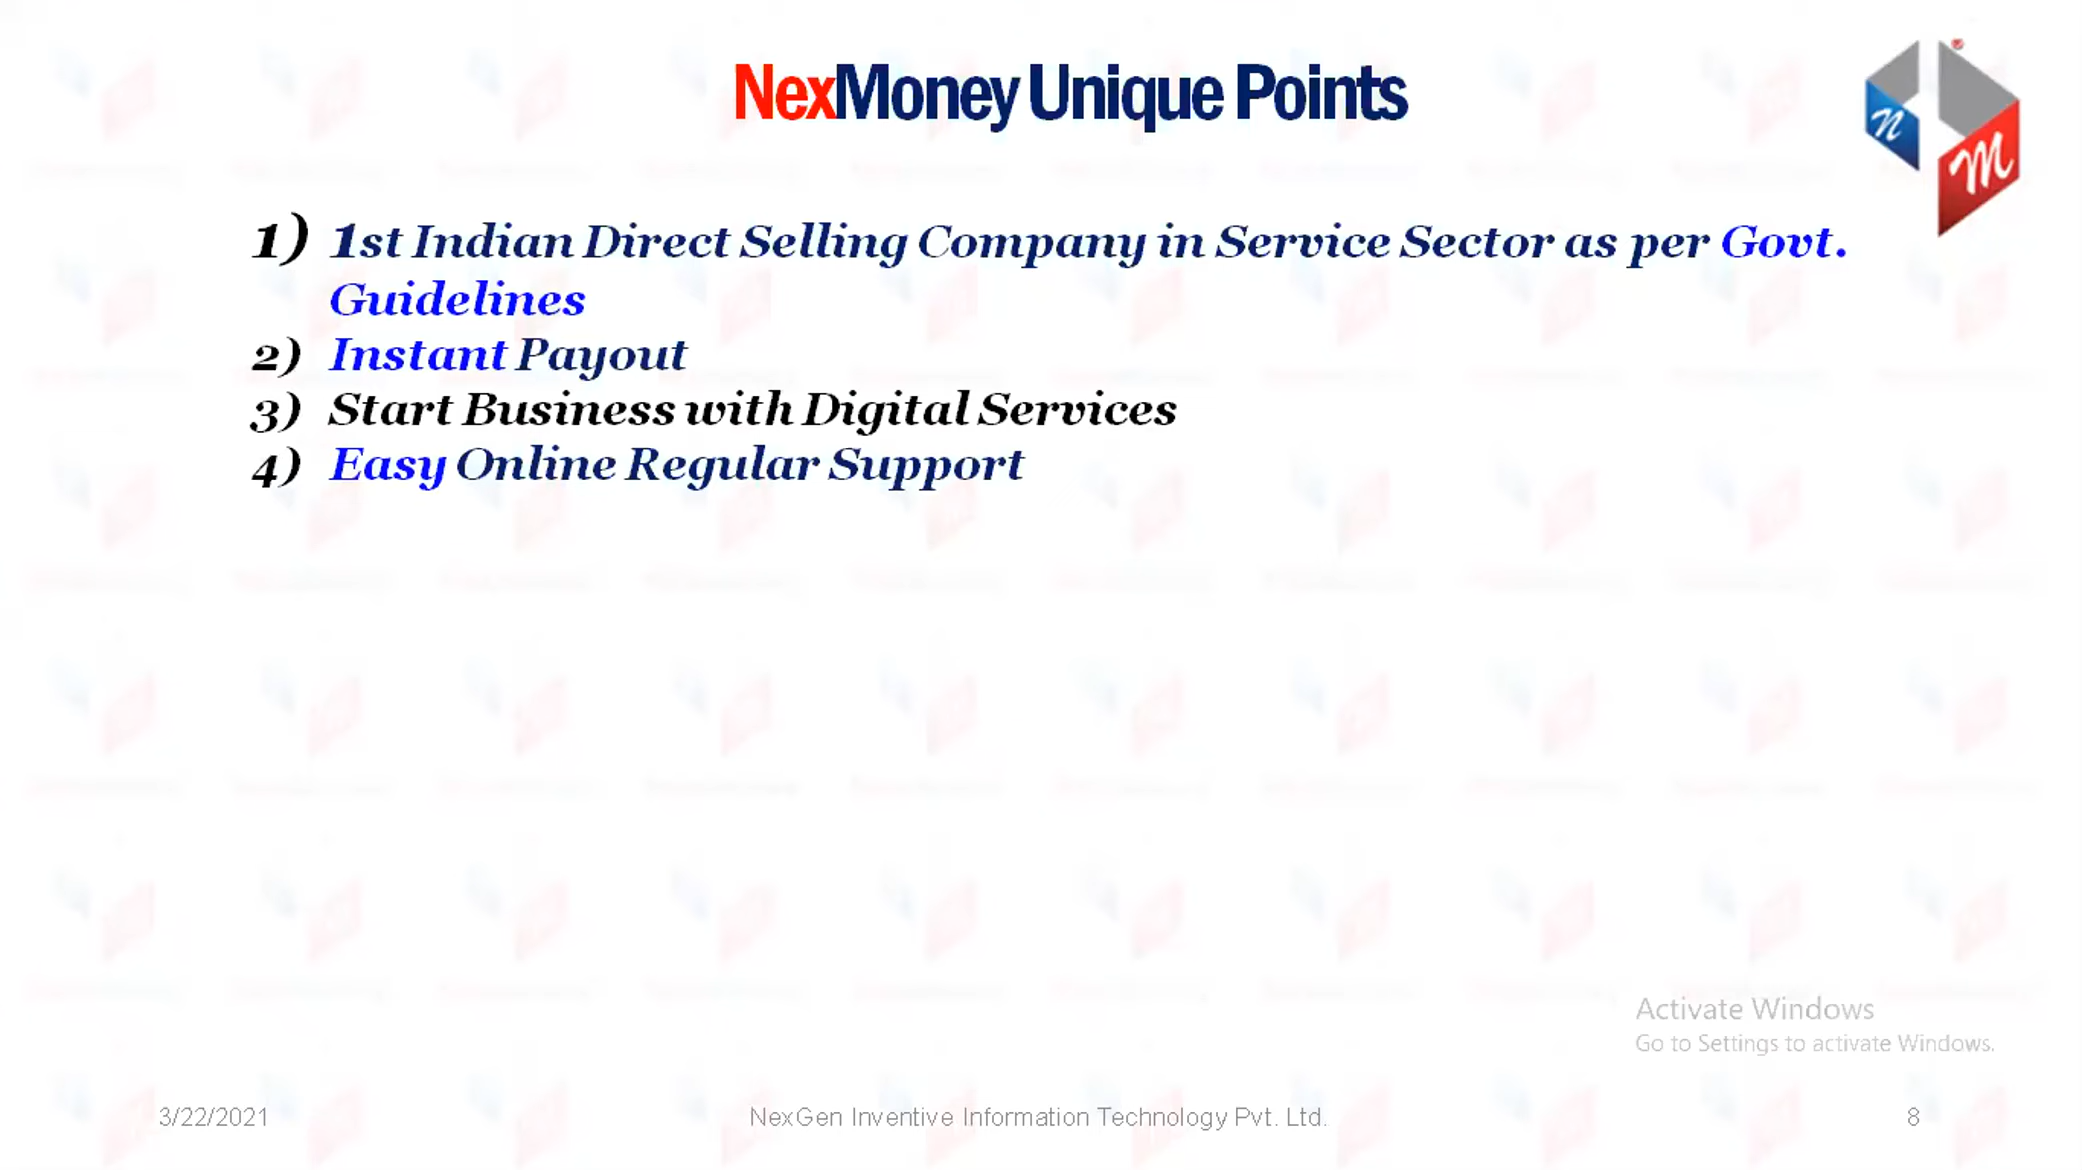 NexMoney Unique Points
n
M
1) 1st Indian Direct Selling Company in Service Sector as per Govt.
Guidelines
2) Instant Payout
3) Start Business with Digital Services
4) Easy Online Regular Support
Activate Windows
Go to Settings to activate Windows.
3/22/2021 NexGen Inventive Information Technology Pvt. Ltd. 8